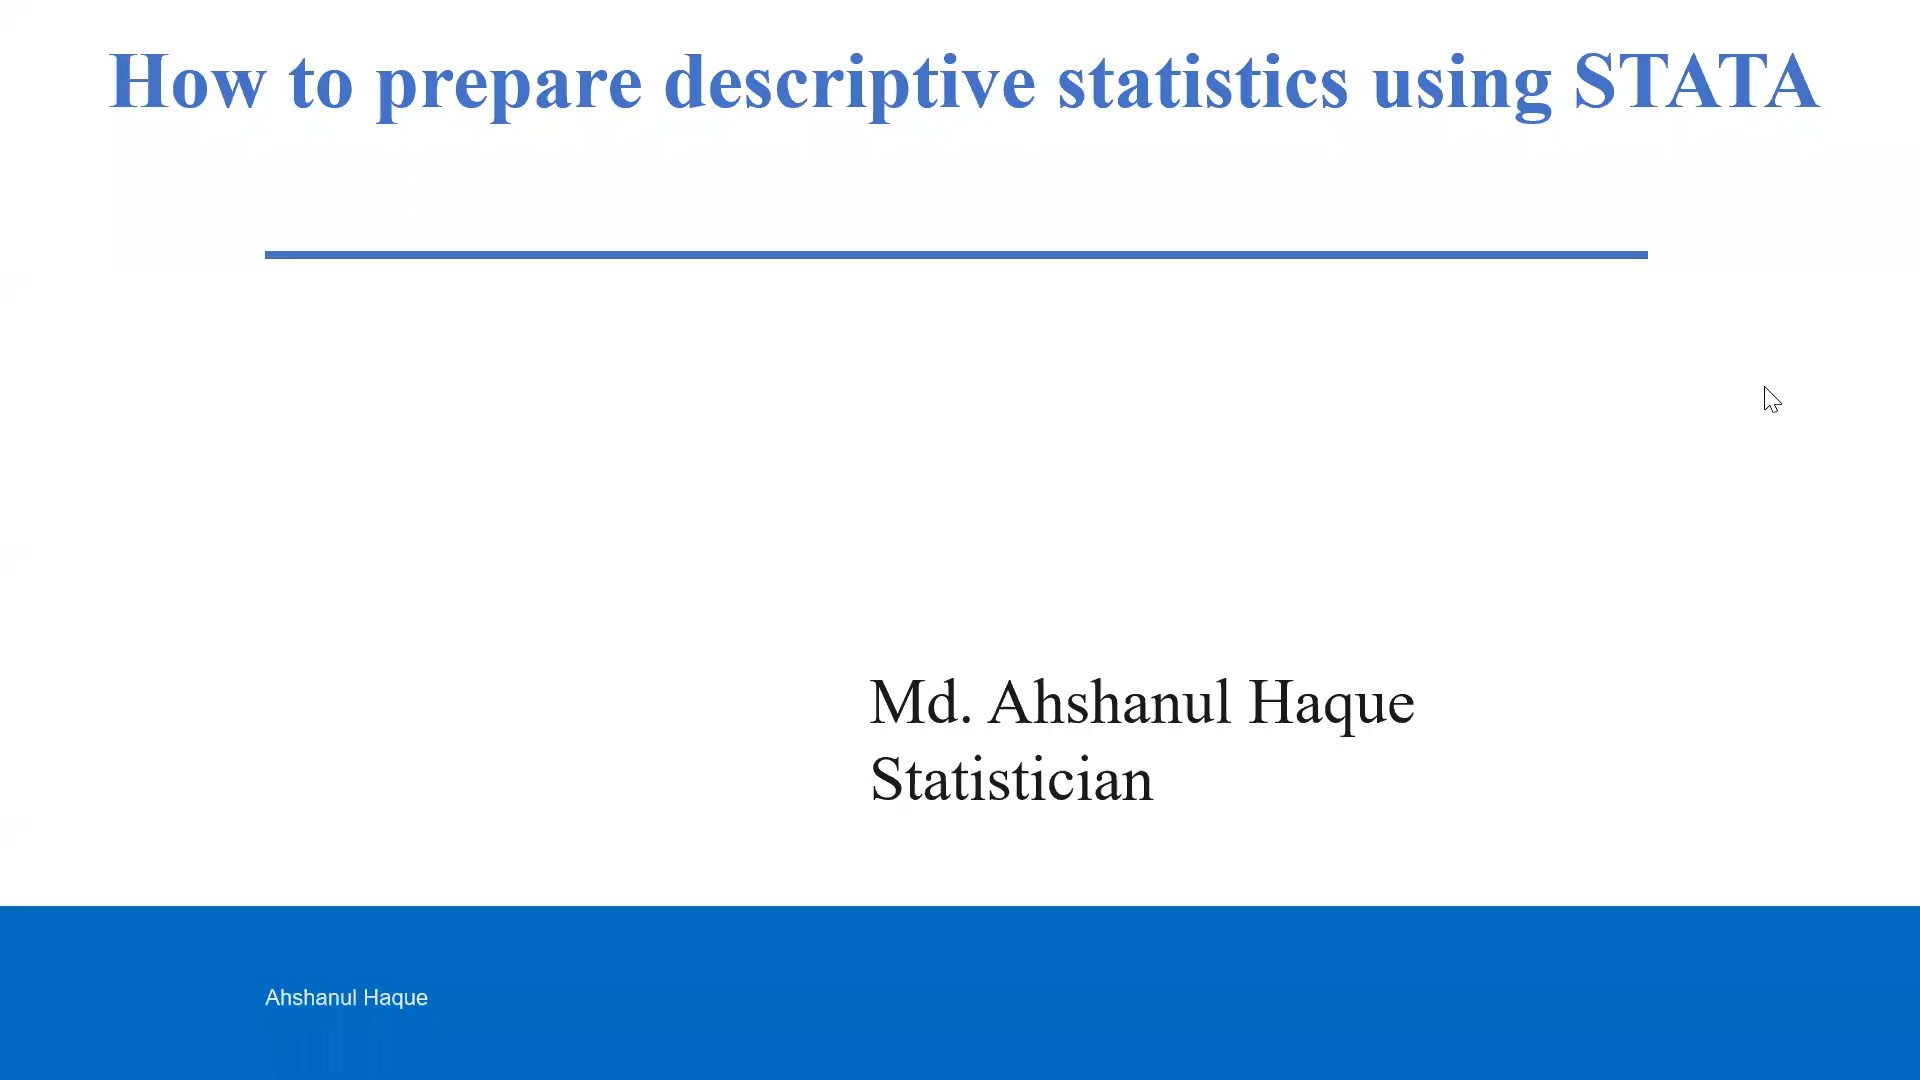 How to prepare descriptive statistics using STATA
Md. Ahshanul Haque
Statistician
Ahshanul Haque